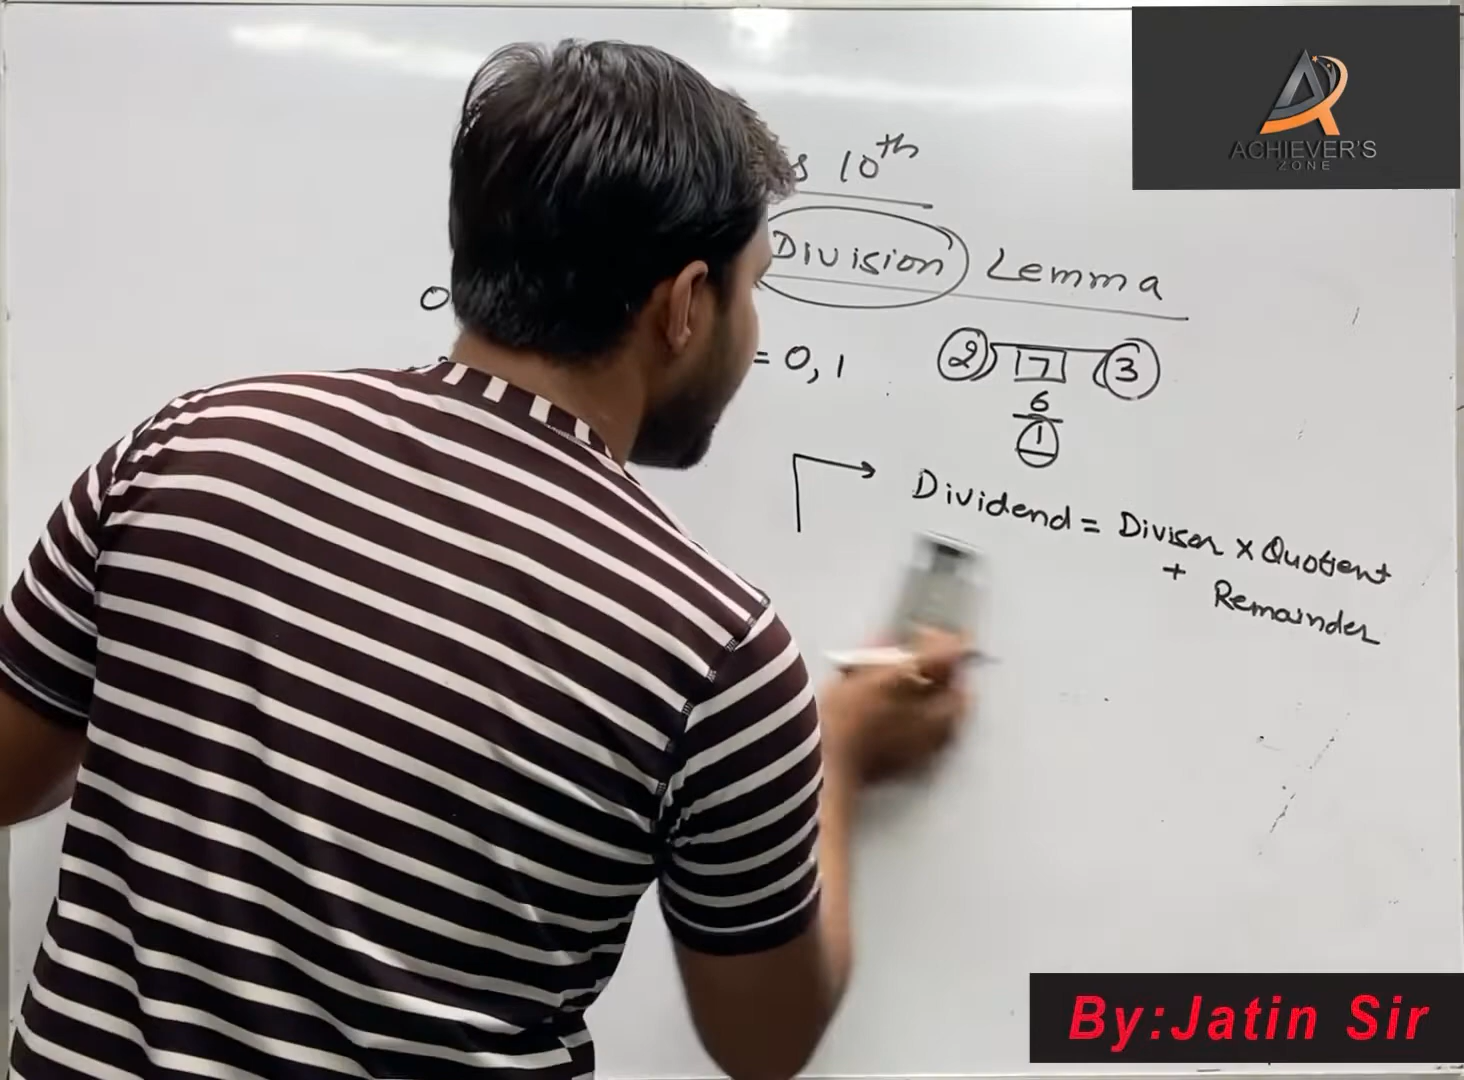 ACHIEVER'S
ZONE
10th
Division Lemma
= 0, 1
2) 7 (3
6
1
Dividend = Divisor × Quotient
+ Remainder
By:Jatin Sir